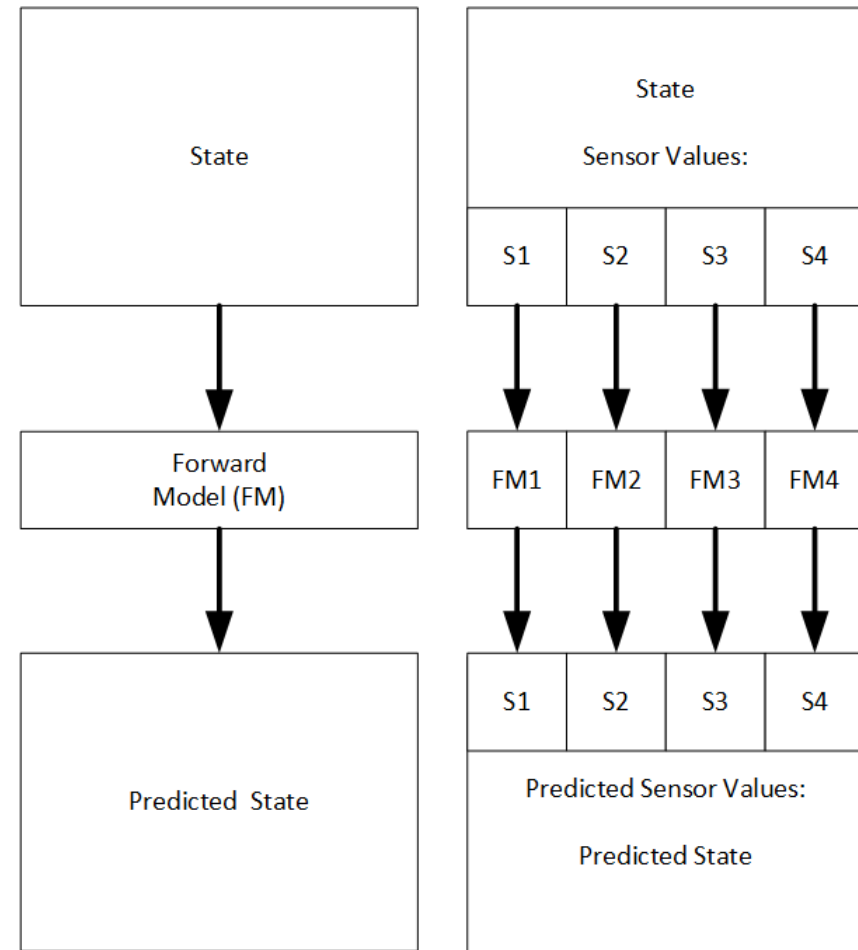 State
Forward
Model (FM)
Predicted State
State
Sensor Values:
S1 S2 S3 S4
FM1 FM2 FM3 FM4
S1 S2 S3 S4
Predicted Sensor Values:
Predicted State